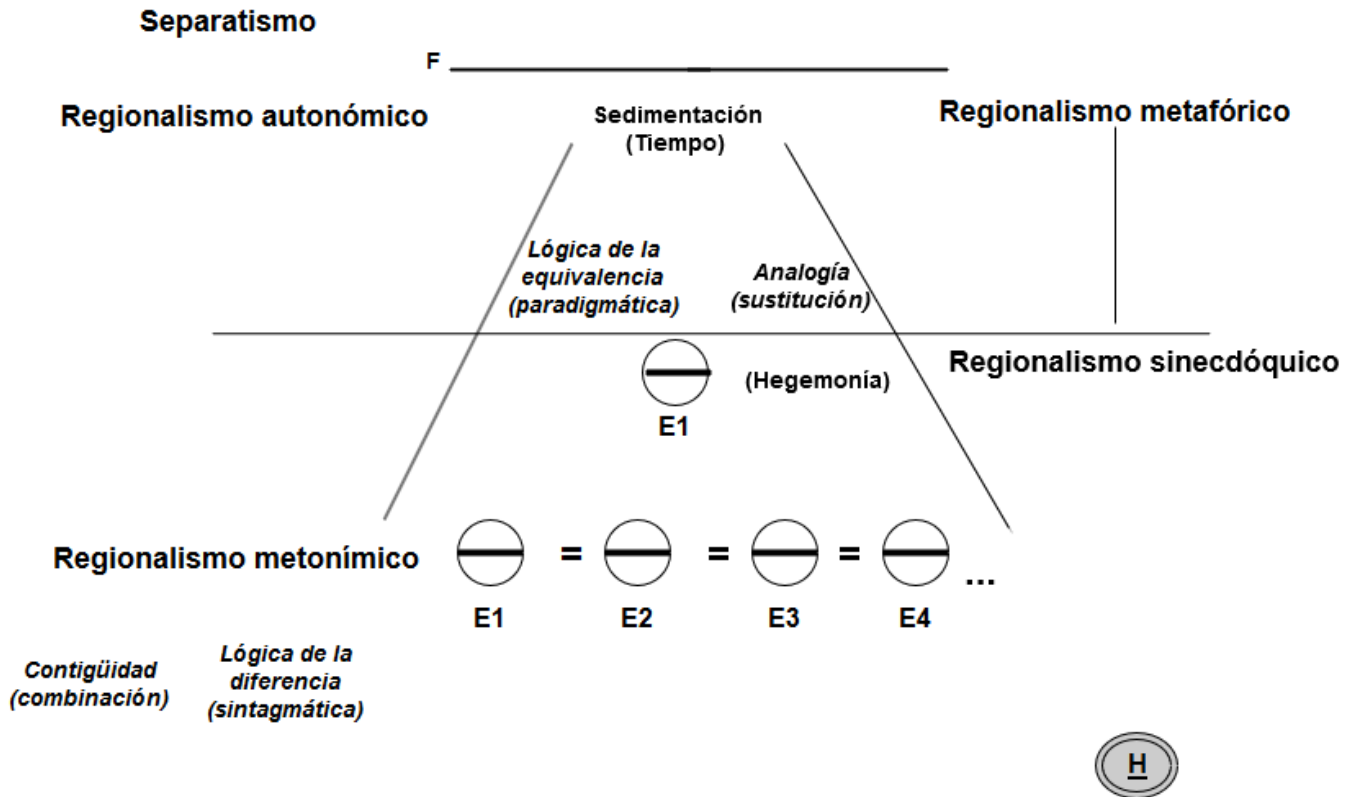 Separatismo
F
Regionalismo autonómico
Sedimentación
(Tiempo)
Regionalismo metafórico
Lógica de la
equivalencia
(paradigmática)
Analogía
(sustitución)
(Hegemonía)
Regionalismo sinecdóquico
E1
Regionalismo metonímico
= = = ...
E1 E2 E3 E4
Contigüidad
(combinación)
Lógica de la
diferencia
(sintagmática)
H